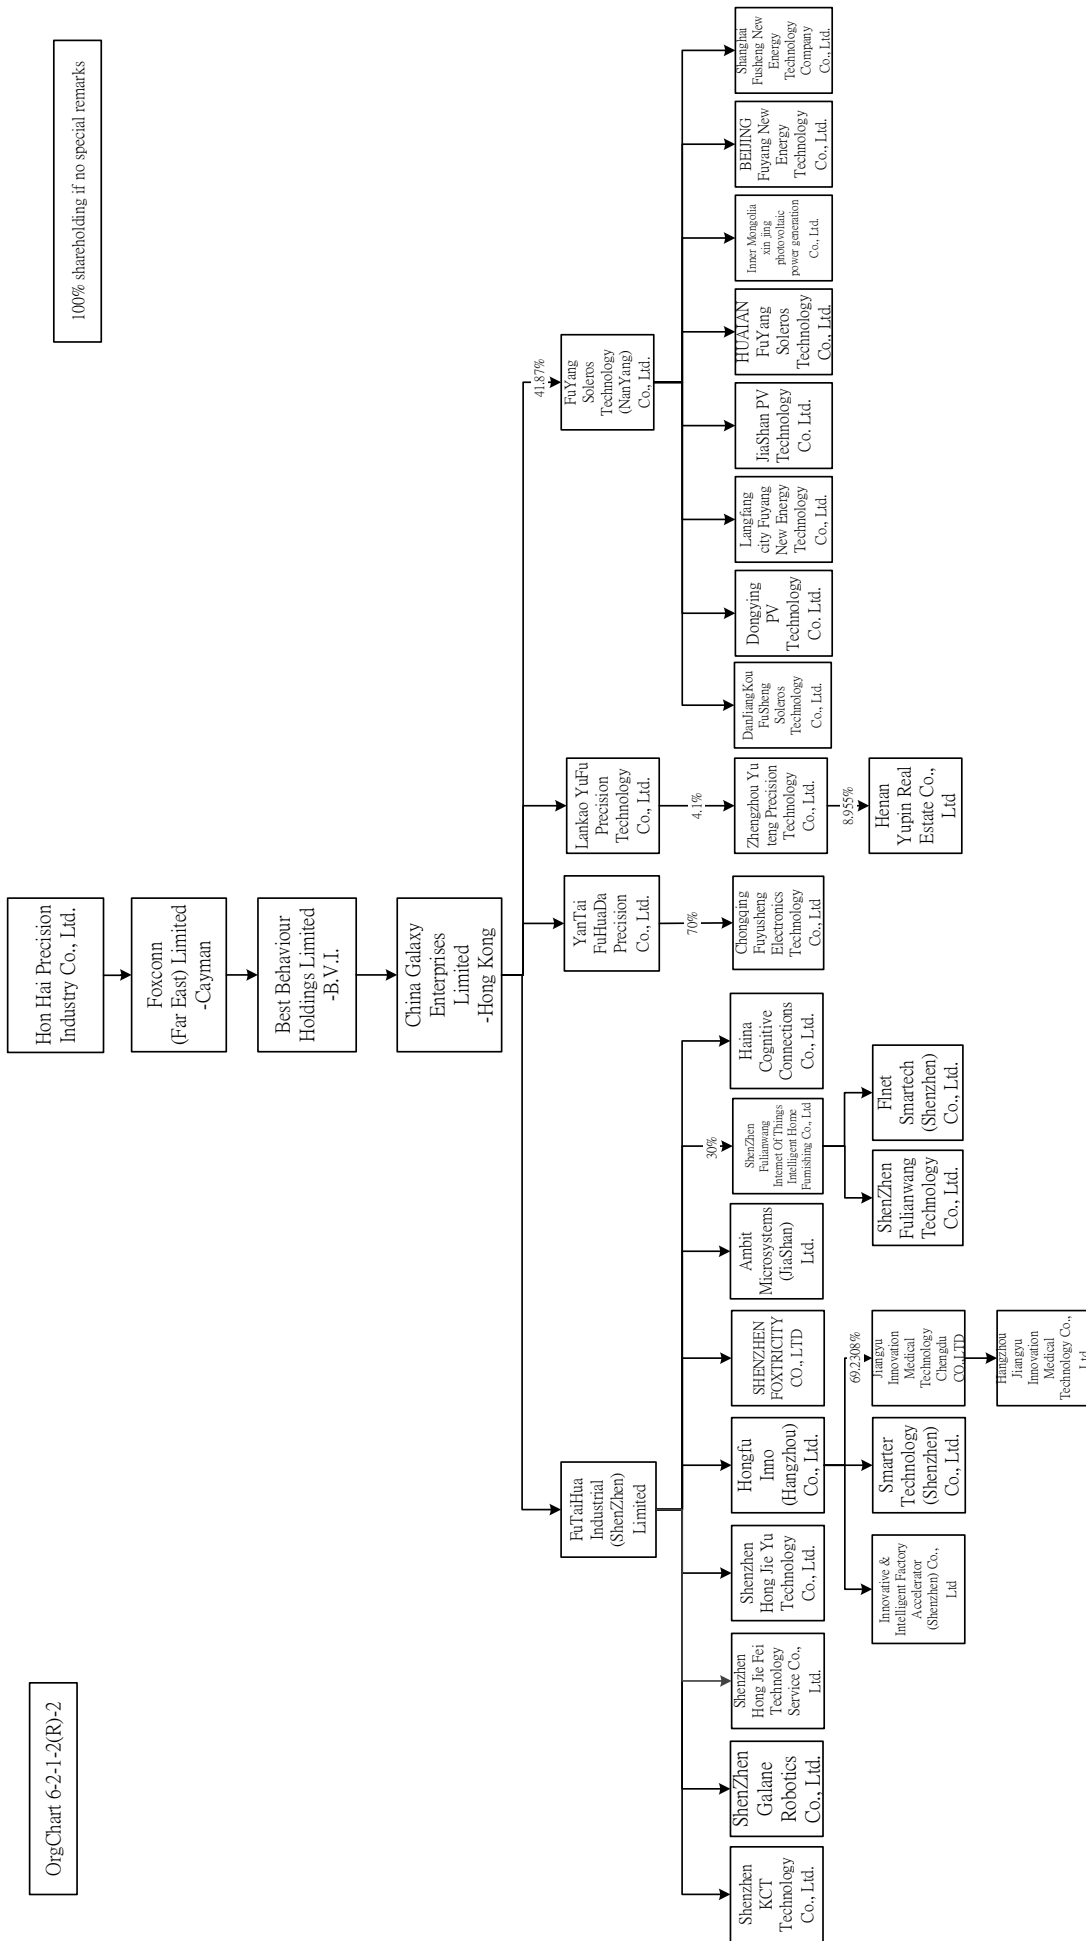 OrgChart 6-2-1-2(R)-2
100% shareholding if no special remarks
Hon Hai Precision
Industry Co., Ltd.
Foxconn
(Far East) Limited
-Cayman
Best Behaviour
Holdings Limited
-B.V.I.
China Galaxy
Enterprises
Limited
-Hong Kong
FuTaiHua
Industrial
(ShenZhen)
Limited
YanTai
FuHuaDa
Precision
Co., Ltd.
Lankao YuFu
Precision
Technology
Co., Ltd.
41.87%
FuYang
Soleros
Technology
(NanYang)
Co., Ltd.
Shenzhen
KCT
Technology
Co., Ltd.
ShenZhen
Galane
Robotics
Co., Ltd.
Shenzhen
Hong Jie Fei
Technology
Service Co.,
Ltd.
Shenzhen
Hong Jie Yu
Technology
Co., Ltd.
Hongfu
Inno
(Hangzhou)
Co., Ltd.
SHENZHEN
FOXTRICITY
CO., LTD
Ambit
Microsystems
(JiaShan)
Ltd.
30%
ShenZhen
Fulianwang
Internet Of Things
Intelligent Home
Furnishing Co., Ltd
Haina
Cognitive
Connections
Co., Ltd.
70%
Chongqing
Fuyusheng
Electronics
Technology
Co., Ltd
4.1%
Zhengzhou Yu
teng Precision
Technology
Co., Ltd.
DanJiangKou
FuSheng
Soleros
Technology
Co., Ltd.
Dongying
PV
Technology
Co. Ltd.
Langfang
city Fuyang
New Energy
Technology
Co., Ltd.
JiaShan PV
Technology
Co. Ltd.
HUAIAN
FuYang
Soleros
Technology
Co., Ltd.
Inner Mongolia
xin jing
photovoltaic
power generation
Co., Ltd.
BEIJING
Fuyang New
Energy
Technology
Co., Ltd.
Shanghai
Fusheng New
Energy
Technology
Company
Co., Ltd.
Innovative &
Intelligent Factory
Accelerator
(Shenzhen) Co.,
Ltd
Smarter
Technology
(Shenzhen)
Co., Ltd.
69.2308%
Jiangyu
Innovation
Medical
Technology
Chengdu
CO.,LTD
ShenZhen
Fulianwang
Technology
Co., Ltd.
Flnet
Smartech
(Shenzhen)
Co., Ltd.
8.955%
Henan
Yupin Real
Estate Co.,
Ltd
Hangzhou
Jiangyu
Innovation
Medical
Technology Co.,
Ltd